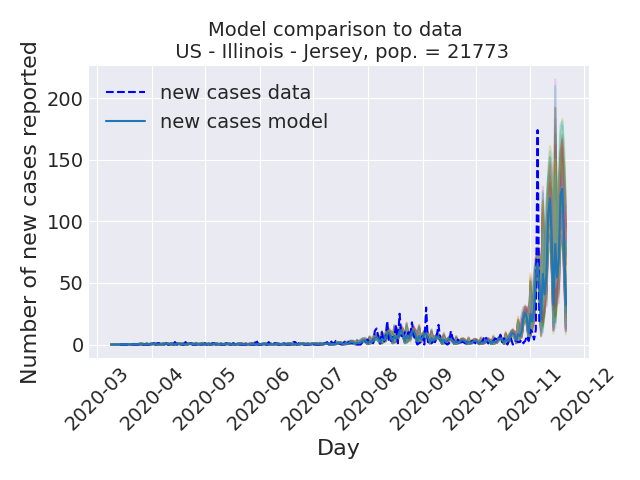 Model comparison to data
US - Illinois - Jersey, pop. = 21773
Number of new cases reported
200
150
100
50
0
new cases data
new cases model
2020-03
2020-04
2020-05
2020-06
2020-07
2020-08
2020-09
2020-10
2020-11
2020-12
Day